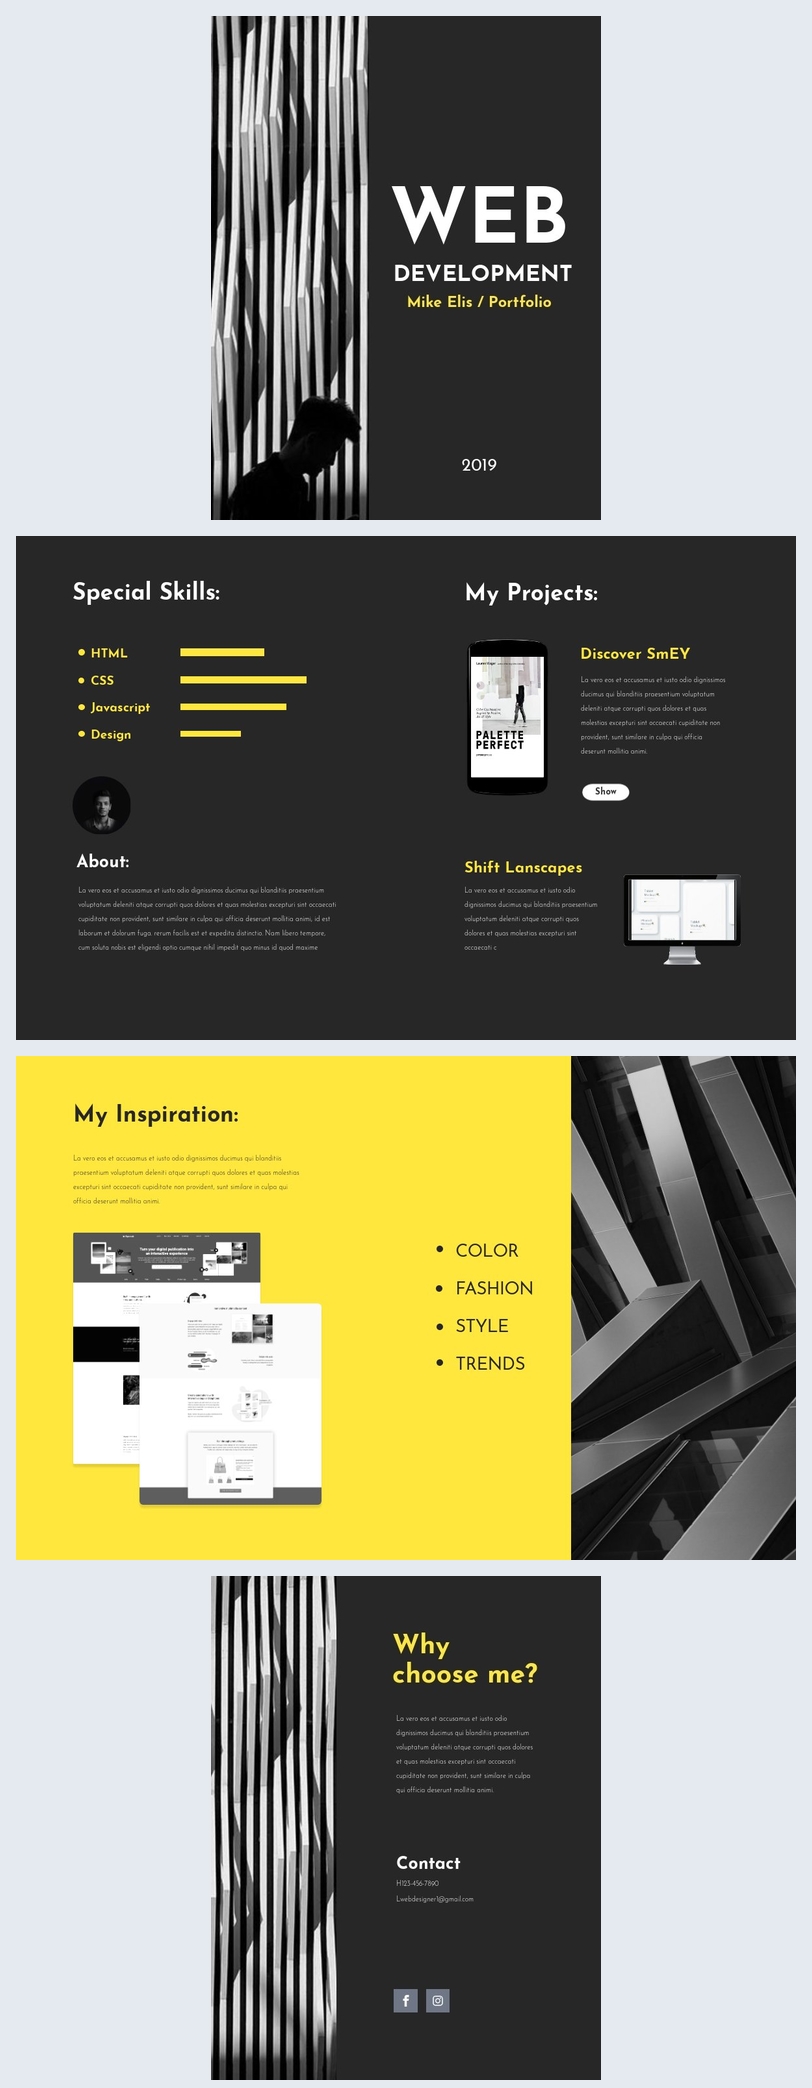 WEB
DEVELOPMENT
Mike Elis / Portfolio
2019
Special Skills:
HTML
CSS
Javascript
Design
About:
La vero eos et accusamus et iusto odio dignissimos ducimus qui blanditiis praesentium
voluptatum deleniti atque corrupti quos dolores et quas molestias excepturi sint occaecati
cupiditate non provident, sunt similare in culpa qui officia deserunt mollitia animi, id est
laborum et dolorum fuga. rerum facilis est et expedita distinctio. Nam libero tempore,
cum soluta nobis est eligendi optio cumque nihil impedit quo minus id quod maxime
My Projects:
PALETTE
PERFECT
Discover SmEY
La vero eos et accusamus et iusto odio dignissimos
ducimus qui blanditiis praesentium voluptatum
deleniti atque corrupti quos dolores et quas
molestias excepturi sint occaecati cupiditate non
provident, sunt similare in culpa qui officia
deserunt mollitia animi.
Show
Shift Lanscapes
La vero eos et accusamus et iusto odio
dignissimos ducimus qui blanditiis praesentium
voluptatum deleniti atque corrupti quos
dolores et quas molestias excepturi sint
occaecati c
My Inspiration:
La vero eos et accusamus et iusto odio dignissimos ducimus qui blanditiis
praesentium voluptatum deleniti atque corrupti quos dolores et quas molestias
excepturi sint occaecati cupiditate non provident, sunt similare in culpa qui
officia deserunt mollitia animi.
Turn your digital publication into
an interactive experience
COLOR
FASHION
STYLE
TRENDS
Why
choose me?
La vero eos et accusamus et iusto odio
dignissimos ducimus qui blanditiis praesentium
voluptatum deleniti atque corrupti quos dolores
et quas molestias excepturi sint occaecati
cupiditate non provident, sunt similare in culpa
qui officia deserunt mollitia animi.
Contact
H123-456-7890
L.webdesigner1@gmail.com